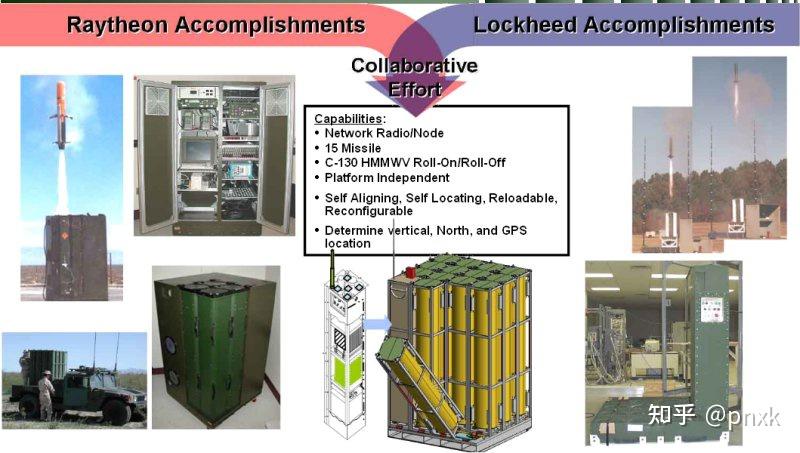 Raytheon Accomplishments
Lockheed Accomplishments
Collaborative
Effort
Capabilities:
• Network Radio/Node
• 15 Missile
• C-130 HMMWV Roll-On/Roll-Off
• Platform Independent
• Self Aligning, Self Locating, Reloadable,
Reconfigurable
• Determine vertical, North, and GPS
location
知乎 @pnxk